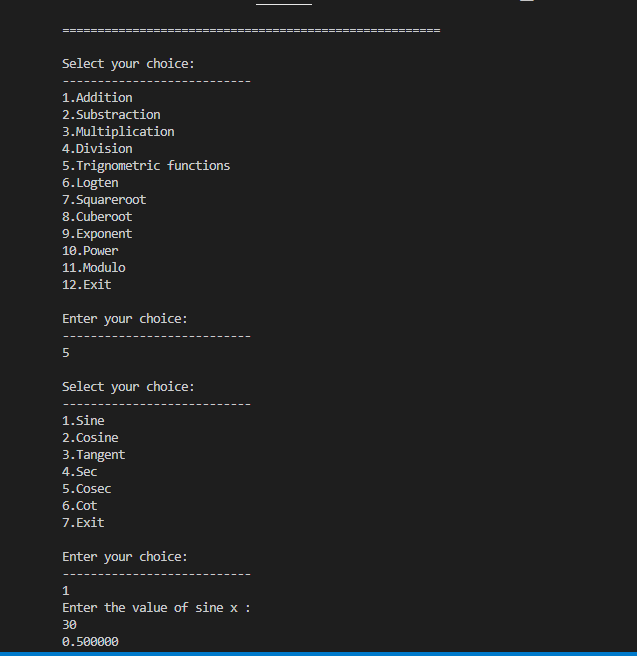 ======================================================
Select your choice:
---------------------------
1.Addition
2.Substraction
3.Multiplication
4.Division
5.Trignometric functions
6.Logten
7.Squareroot
8.Cuberoot
9.Exponent
10.Power
11.Modulo
12.Exit
Enter your choice:
---------------------------
5
Select your choice:
---------------------------
1.Sine
2.Cosine
3.Tangent
4.Sec
5.Cosec
6.Cot
7.Exit
Enter your choice:
---------------------------
1
Enter the value of sine x :
30
0.500000